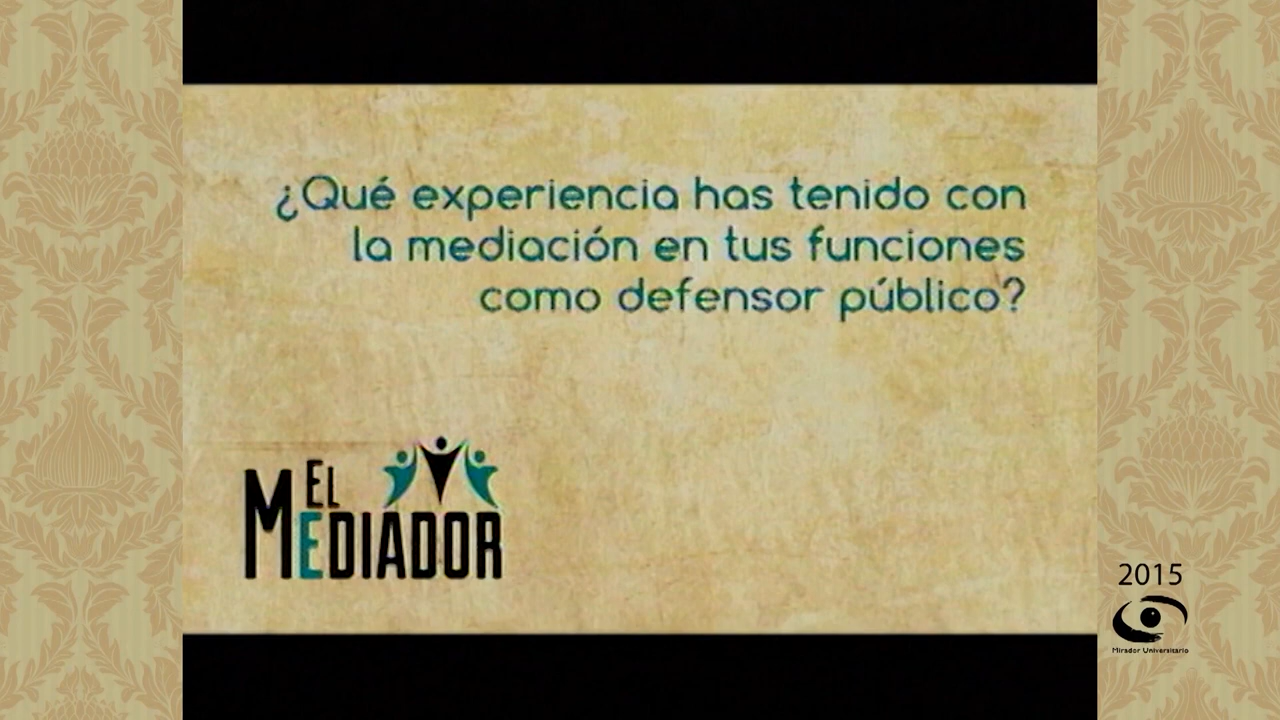 ¿Qué experiencia has tenido con
la mediación en tus funciones
como defensor público?
EL
MEDIADOR
2015
Mirador Universitario